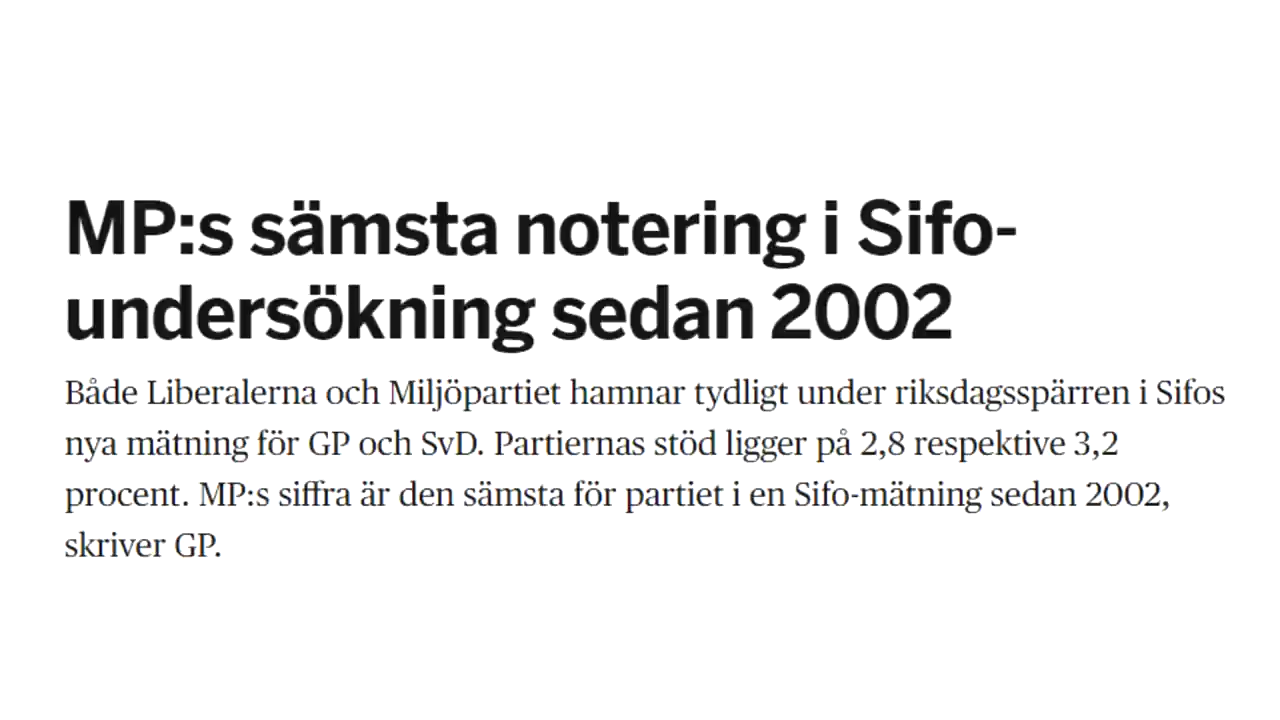 MP:s sämsta notering i Sifo-
undersökning sedan 2002
Både Liberalerna och Miljöpartiet hamnar tydligt under riksdagsspärren i Sifos
nya mätning för GP och SvD. Partiernas stöd ligger på 2,8 respektive 3,2
procent. MP:s siffra är den sämsta för partiet i en Sifo-mätning sedan 2002,
skriver GP.